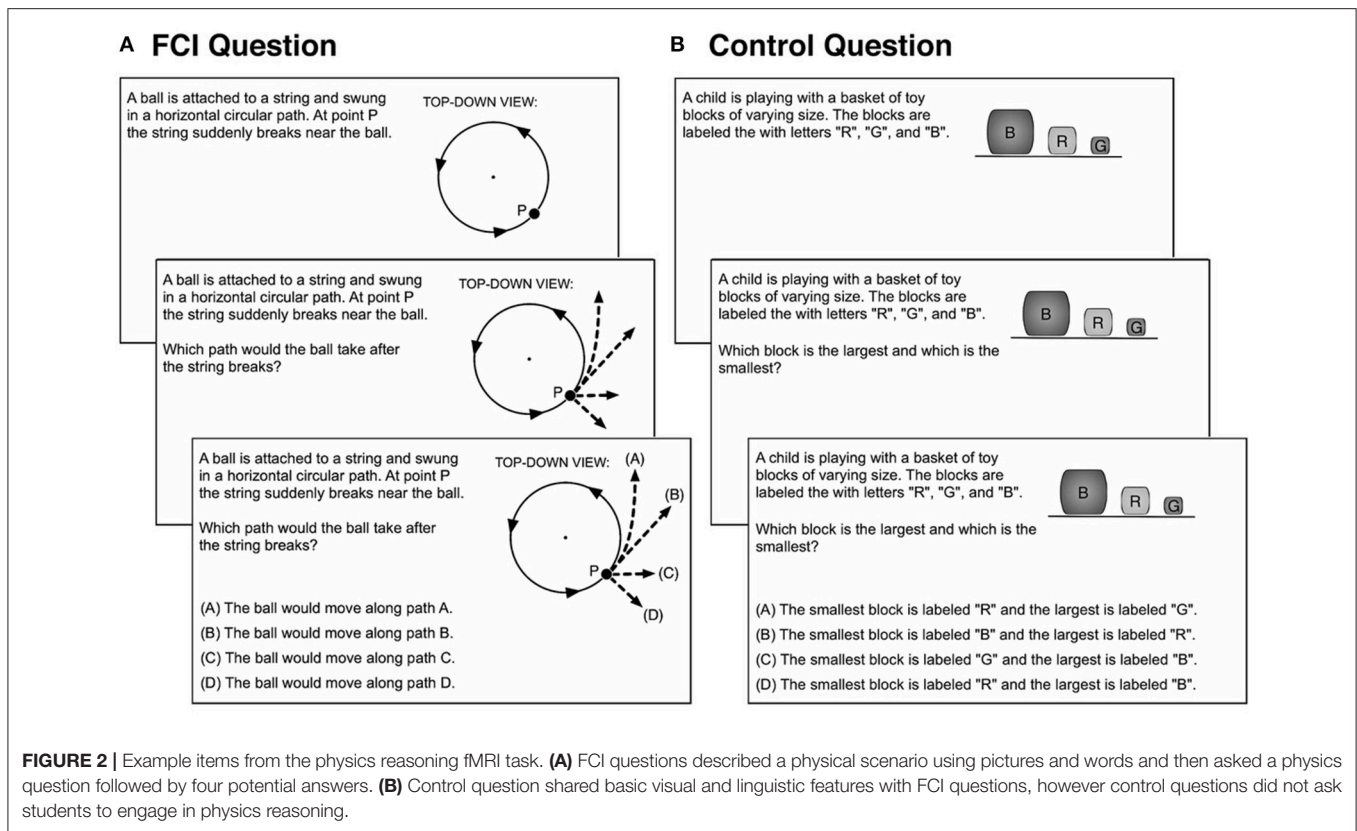 A FCI Question
A ball is attached to a string and swung
in a horizontal circular path. At point P
the string suddenly breaks near the ball.
TOP-DOWN VIEW:
P
A ball is attached to a string and swung
in a horizontal circular path. At point P
the string suddenly breaks near the ball.
Which path would the ball take after
the string breaks?
TOP-DOWN VIEW:
P
A ball is attached to a string and swung
in a horizontal circular path. At point P
the string suddenly breaks near the ball.
Which path would the ball take after
the string breaks?
TOP-DOWN VIEW:
(A)
(B)
P
(C)
(D)
(A) The ball would move along path A.
(B) The ball would move along path B.
(C) The ball would move along path C.
(D) The ball would move along path D.
B Control Question
A child is playing with a basket of toy
blocks of varying size. The blocks are
labeled the with letters "R", "G", and "B".
B R G
A child is playing with a basket of toy
blocks of varying size. The blocks are
labeled the with letters "R", "G", and "B".
Which block is the largest and which is the
smallest?
B R G
A child is playing with a basket of toy
blocks of varying size. The blocks are
labeled the with letters "R", "G", and "B".
Which block is the largest and which is the
smallest?
B R G
(A) The smallest block is labeled "R" and the largest is labeled "G".
(B) The smallest block is labeled "B" and the largest is labeled "R".
(C) The smallest block is labeled "G" and the largest is labeled "B".
(D) The smallest block is labeled "R" and the largest is labeled "B".
FIGURE 2 | Example items from the physics reasoning fMRI task. (A) FCI questions described a physical scenario using pictures and words and then asked a physics
question followed by four potential answers. (B) Control question shared basic visual and linguistic features with FCI questions, however control questions did not ask
students to engage in physics reasoning.